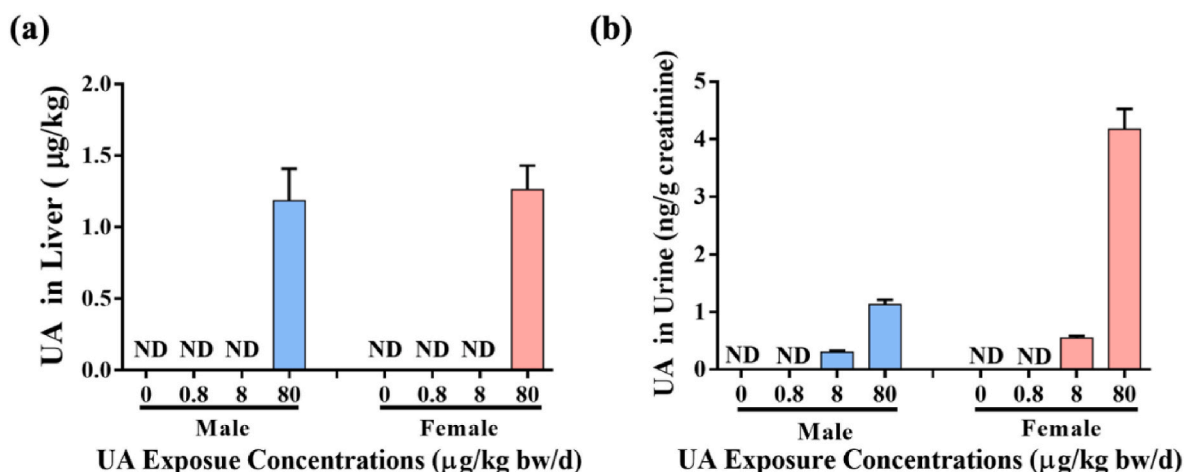 (a)
UA in Liver ( μg/kg)
2.0
1.5
1.0
0.5
0.0
ND ND ND
ND ND ND
0 0.8 8 80
0 0.8 8 80
Male
Female
UA Exposue Concentrations (μg/kg bw/d)
(b)
UA in Urine (ng/g creatinine)
5
4
3
2
1
0
ND ND
ND ND
0 0.8 8 80
0 0.8 8 80
Male
Female
UA Exposure Concentrations (μg/kg bw/d)